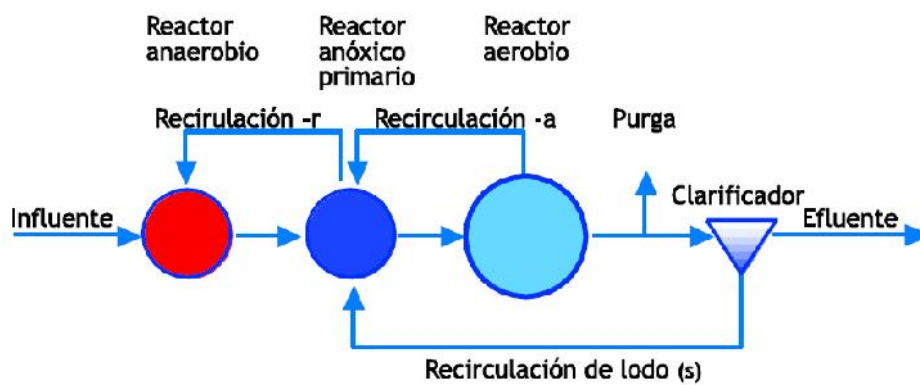 Reactor
anaerobio
Reactor
anóxico
primario
Reactor
aerobio
Recirulación -r
Recirculación -a
Purga
Clarificador
Influente
Efluente
Recirculación de lodo (s)